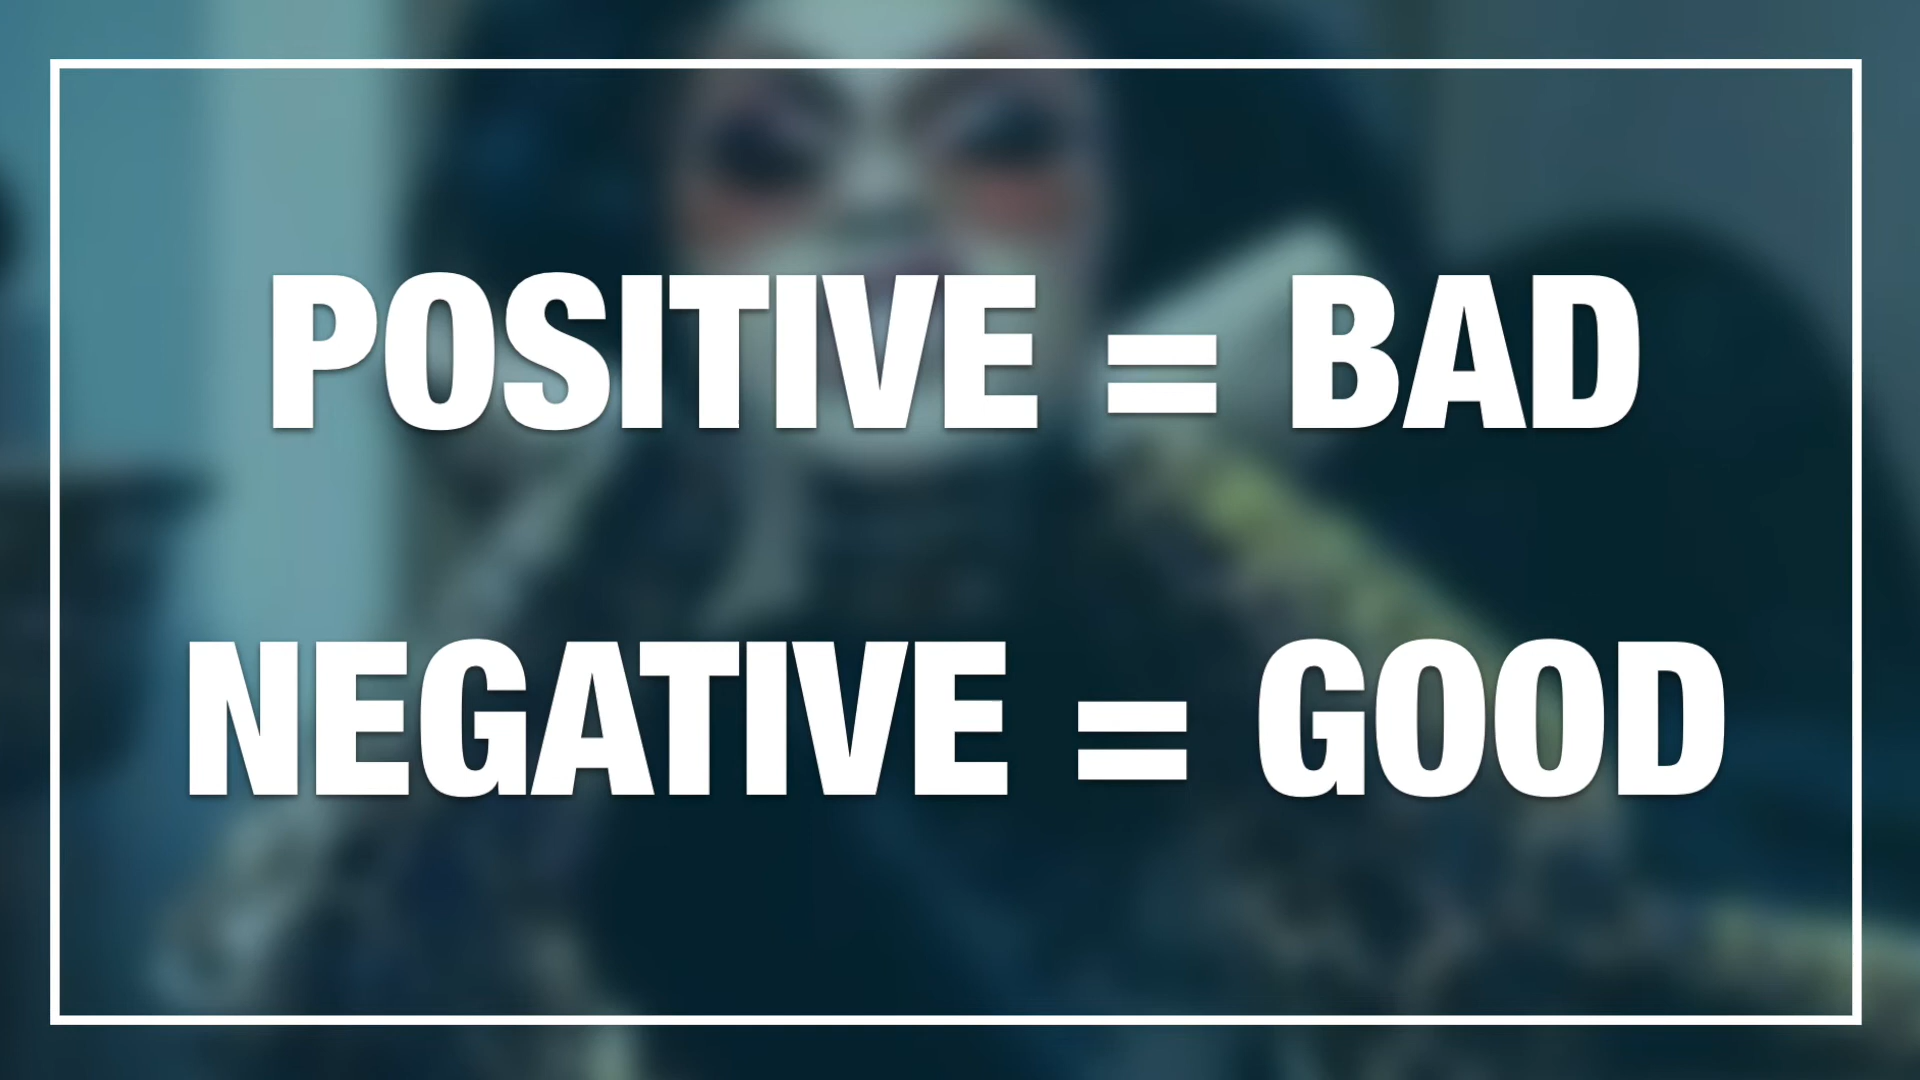 POSITIVE = BAD
NEGATIVE = GOOD